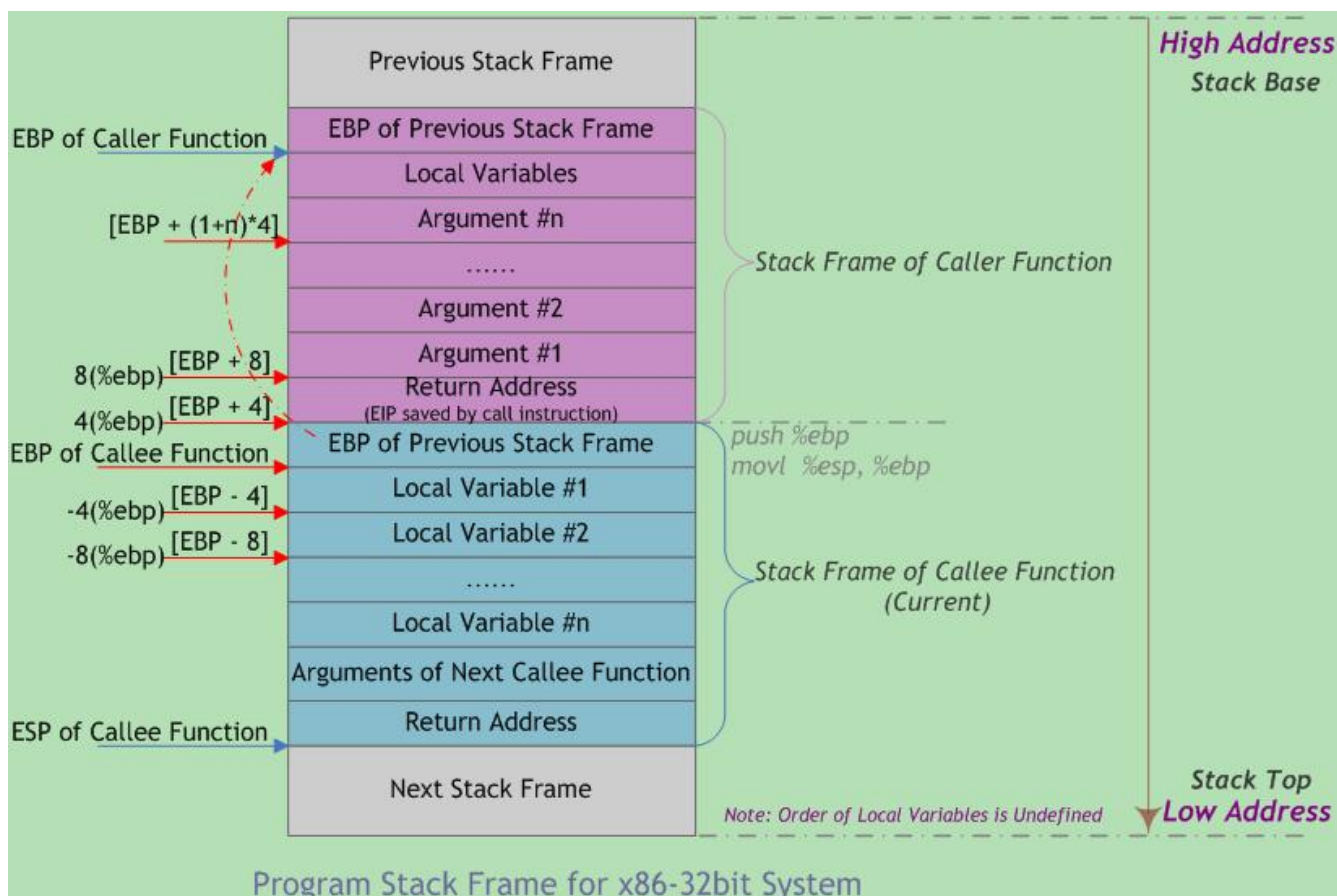 Previous Stack Frame
High Address
Stack Base
EBP of Previous Stack Frame
EBP of Caller Function
Local Variables
Argument #n
[EBP + (1+n)*4]
......
Stack Frame of Caller Function
Argument #2
Argument #1
8(%ebp) [EBP + 8]
Return Address
(EIP saved by call instruction)
4(%ebp) [EBP + 4]
EBP of Previous Stack Frame
push %ebp
movl %esp, %ebp
EBP of Callee Function
Local Variable #1
-4(%ebp) [EBP - 4]
Local Variable #2
-8(%ebp) [EBP - 8]
......
Stack Frame of Callee Function
(Current)
Local Variable #n
Arguments of Next Callee Function
Return Address
ESP of Callee Function
Next Stack Frame
Stack Top
Note: Order of Local Variables is Undefined
Low Address
Program Stack Frame for x86-32bit System